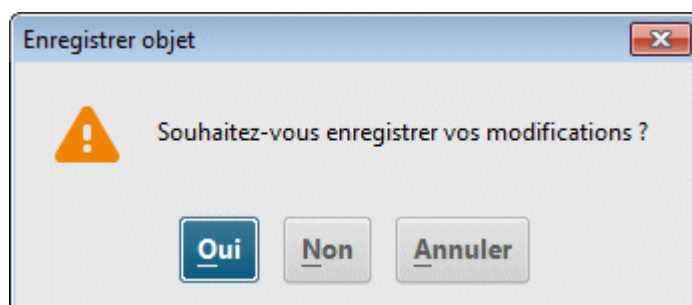 Enregistrer objet
Souhaitez-vous enregistrer vos modifications ?
Oui Non Annuler